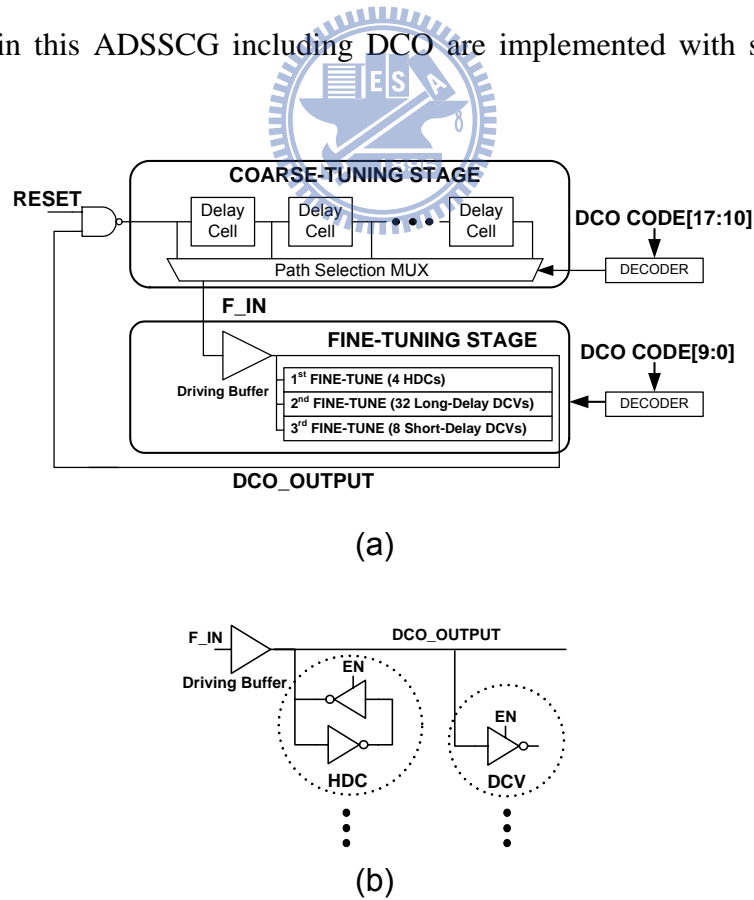 in this ADSSCG including DCO are implemented with s
ES
A
COARSE-TUNING STAGE
RESET
Delay Cell
Delay Cell
Delay Cell
DCO CODE[17:10]
Path Selection MUX
DECODER
F_IN
FINE-TUNING STAGE
DCO CODE[9:0]
Driving Buffer
1st FINE-TUNE (4 HDCs)
2nd FINE-TUNE (32 Long-Delay DCVs)
3rd FINE-TUNE (8 Short-Delay DCVs)
DECODER
DCO_OUTPUT
(a)
F_IN
DCO_OUTPUT
Driving Buffer
EN
EN
HDC
DCV
(b)